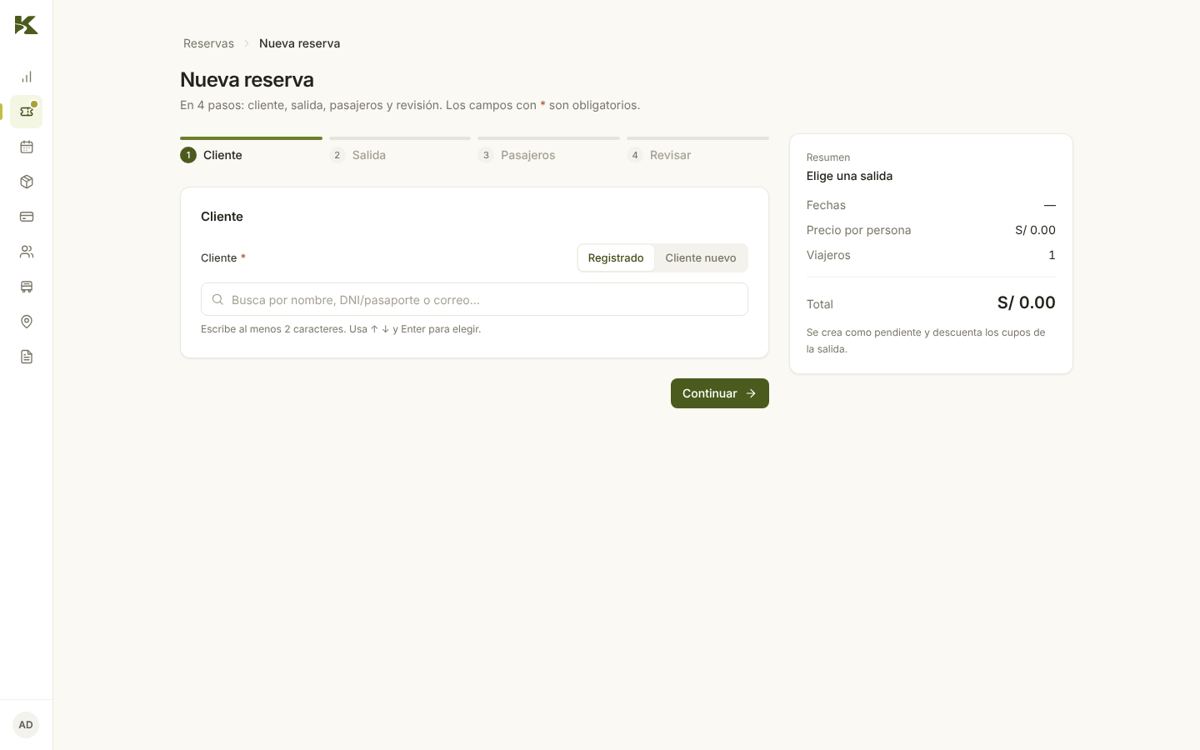 Reservas
Nueva reserva
Nueva reserva
En 4 pasos: cliente, salida, pasajeros y revisión. Los campos con * son obligatorios.
1 Cliente
2 Salida
3 Pasajeros
4 Revisar
Cliente
Cliente *
Registrado
Cliente nuevo
Busca por nombre, DNI/pasaporte o correo...
Escribe al menos 2 caracteres. Usa ↑ ↓ y Enter para elegir.
Continuar →
Resumen
Elige una salida
Fechas —
Precio por persona S/ 0.00
Viajeros 1
Total S/ 0.00
Se crea como pendiente y descuenta los cupos de
la salida.
AD